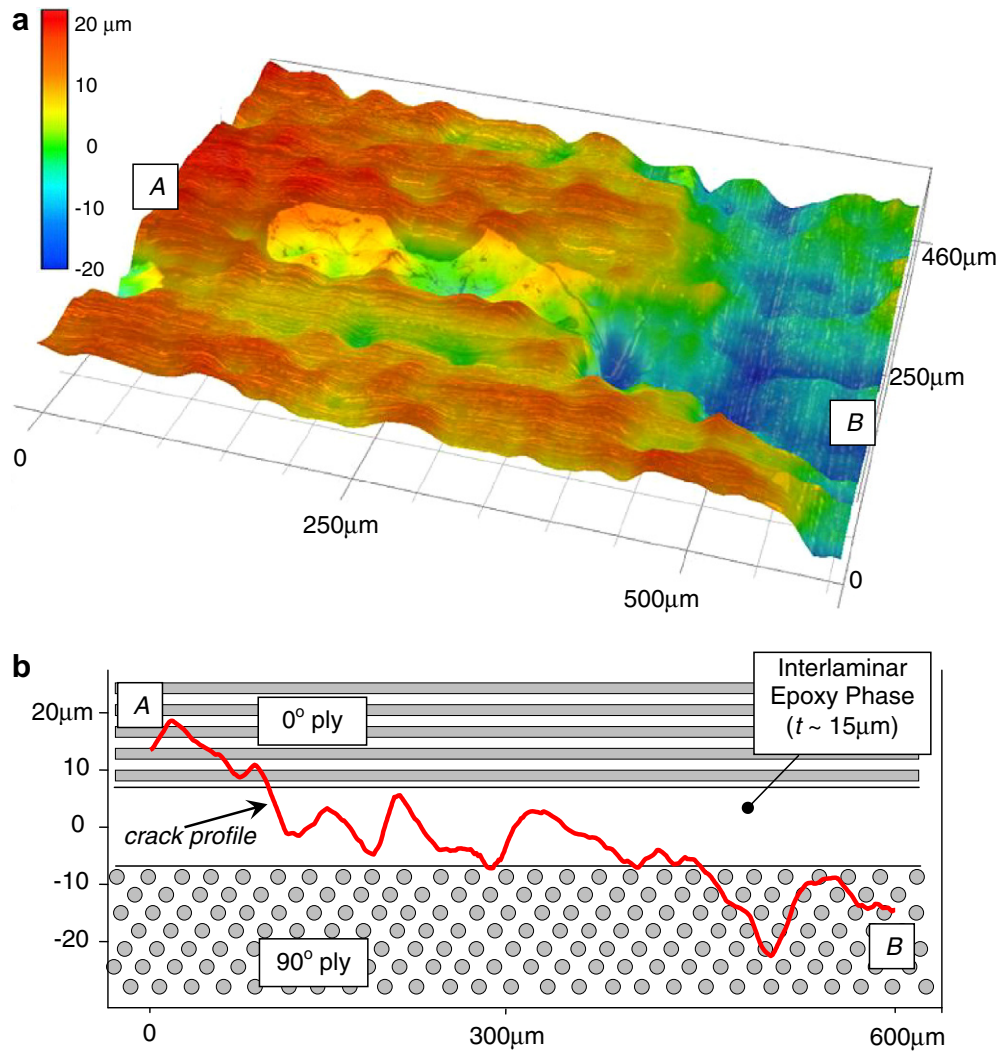 a
20 μm
10
0
-10
-20
A
B
460μm
250μm
0
0
250μm
500μm
b
Interlaminar
Epoxy Phase
(t ~ 15μm)
A
0° ply
20μm
10
0
-10
-20
crack profile
90° ply
B
0
300μm
600μm